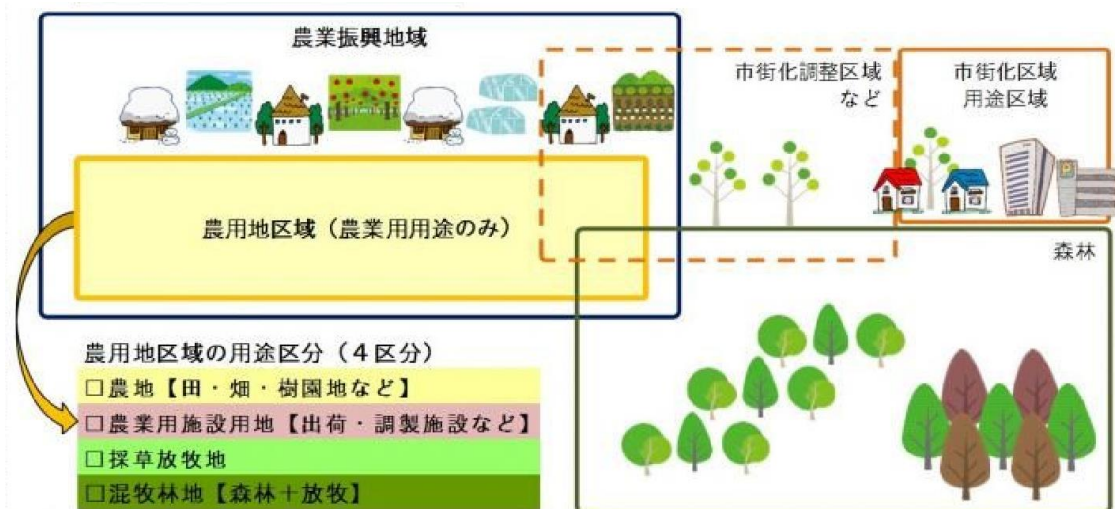 農業振興地域
市街化調整区域
など
市街化区域
用途区域
農用地区域（農業用用途のみ）
森林
農用地区域の用途区分（４区分）
□農地【田・畑・樹園地など】
□農業用施設用地【出荷・調製施設など】
□採草放牧地
□混牧林地【森林＋放牧】